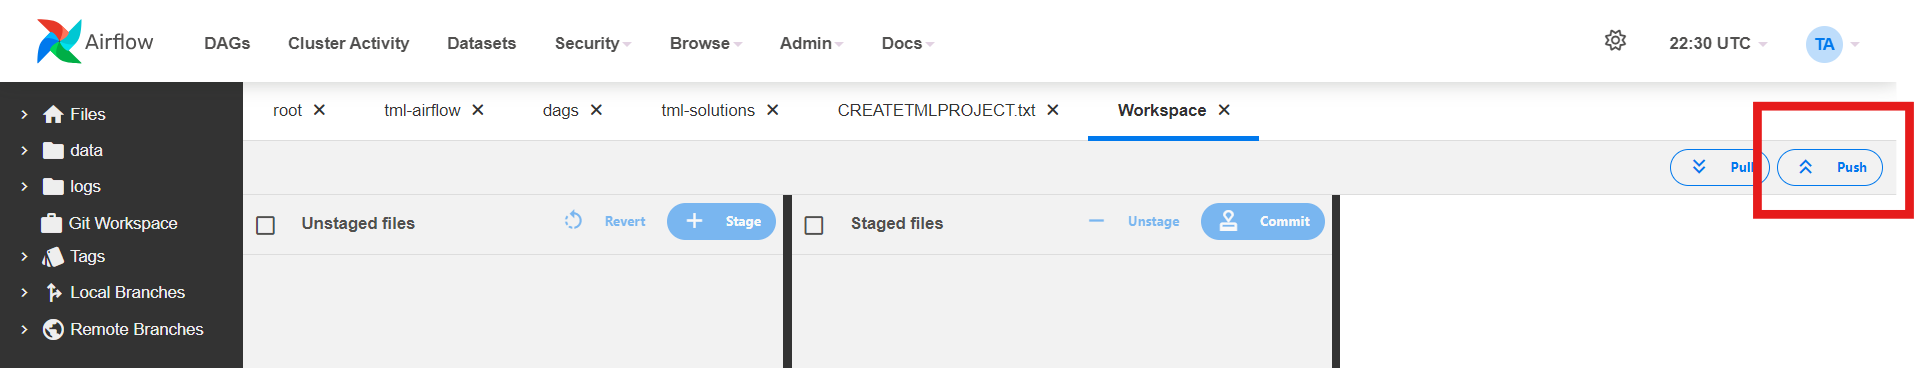 Airflow DAGs Cluster Activity Datasets Security Browse Admin Docs 22:30 UTC TA
Files
data
logs
Git Workspace
Tags
Local Branches
Remote Branches
root tml-airflow dags tml-solutions CREATETMLPROJECT.txt Workspace
Pull Push
Unstaged files Revert Stage
Staged files Unstage Commit